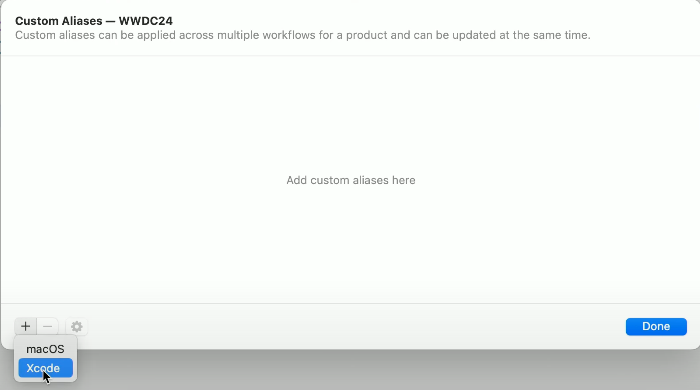 Custom Aliases — WWDC24
Custom aliases can be applied across multiple workflows for a product and can be updated at the same time.
Add custom aliases here
Done
macOS
Xcode